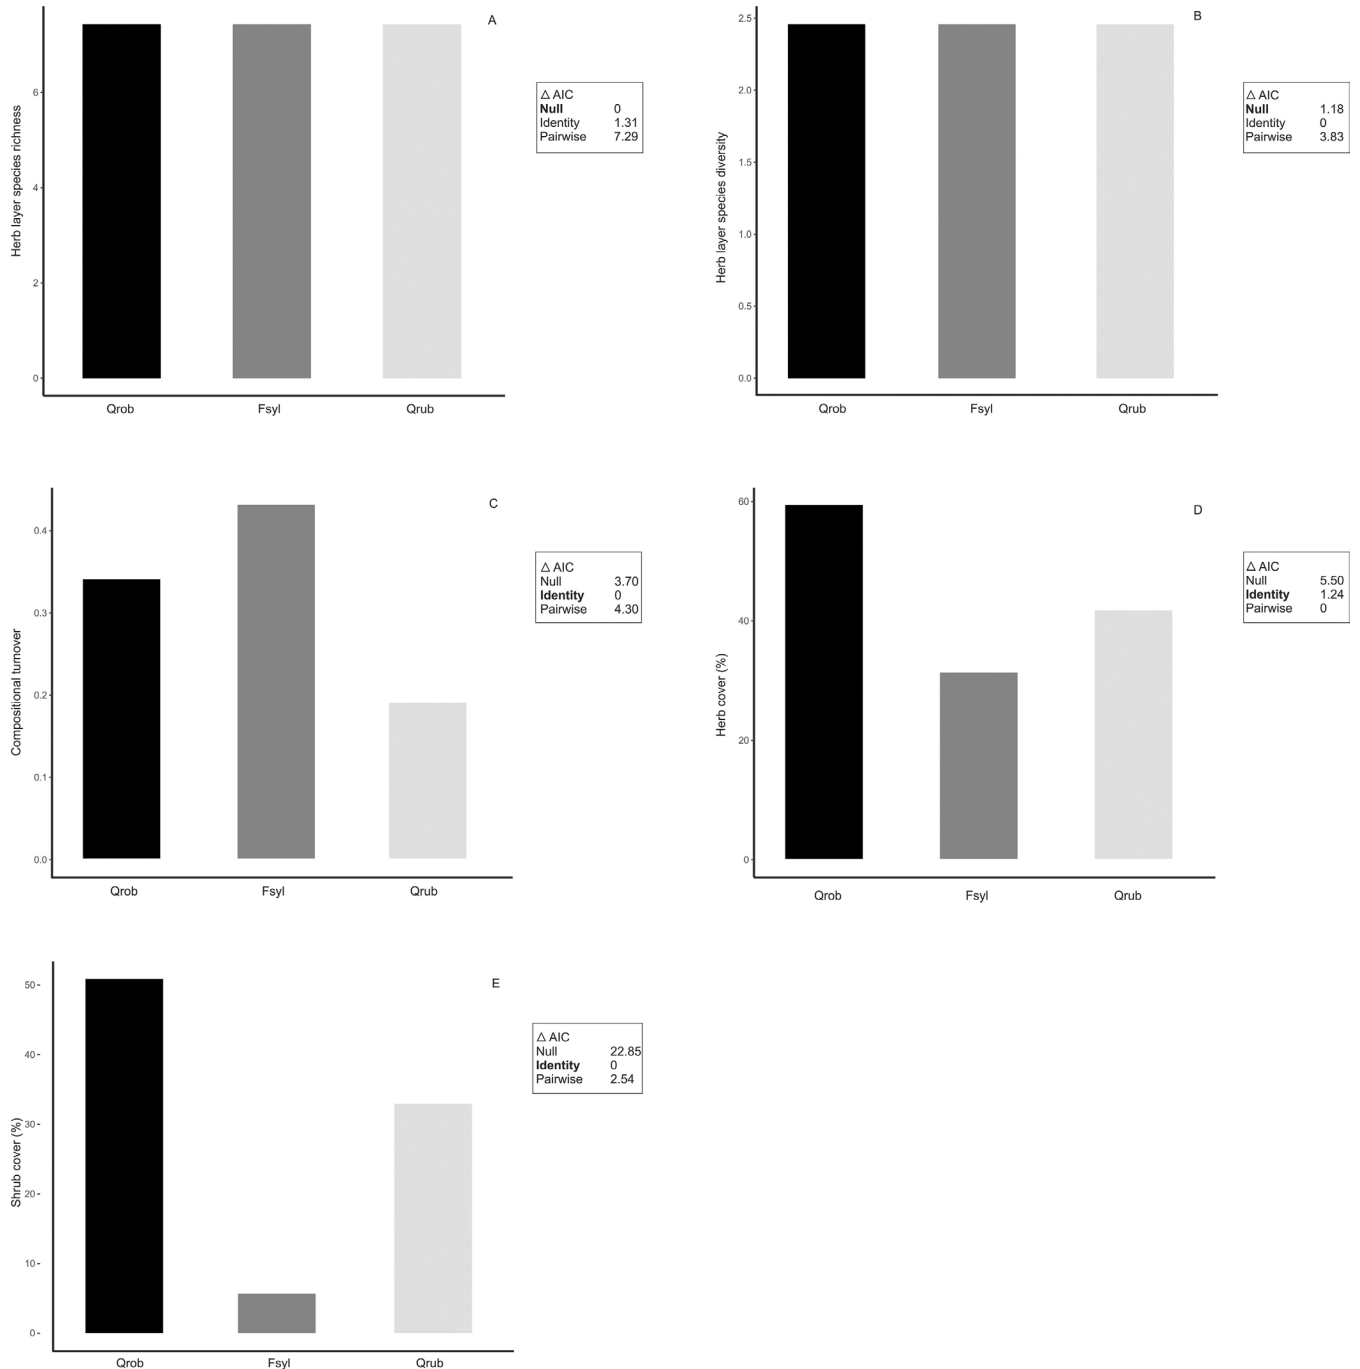 A
Herb layer species richness
6
4
2
0
Qrob Fsyl Qrub
△ AIC
Null 0
Identity 1.31
Pairwise 7.29
B
Herb layer species diversity
2.5
2.0
1.5
1.0
0.5
0.0
Qrob Fsyl Qrub
△ AIC
Null 1.18
Identity 0
Pairwise 3.83
C
Compositional turnover
0.4
0.3
0.2
0.1
0.0
Qrob Fsyl Qrub
△ AIC
Null 3.70
Identity 0
Pairwise 4.30
D
Herb cover (%)
60
40
20
0
Qrob Fsyl Qrub
△ AIC
Null 5.50
Identity 1.24
Pairwise 0
E
Shrub cover (%)
50
40
30
20
10
0
Qrob Fsyl Qrub
△ AIC
Null 22.85
Identity 0
Pairwise 2.54